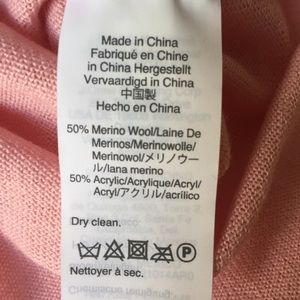 Made in China
Fabriqué en Chine
in China Hergestellt
Vervaardigd in China
中国製
Hecho en China
50% Merino Wool/Laine De
Merinos/Merinowolle/
Merinowol/メリノウー
ル/lana merino
50% Acrylic/Acrylique/Acryl/
Acryl/アクリル/acrílico
Dry clean.
Nettoyer à sec.
Chemische reinigung.